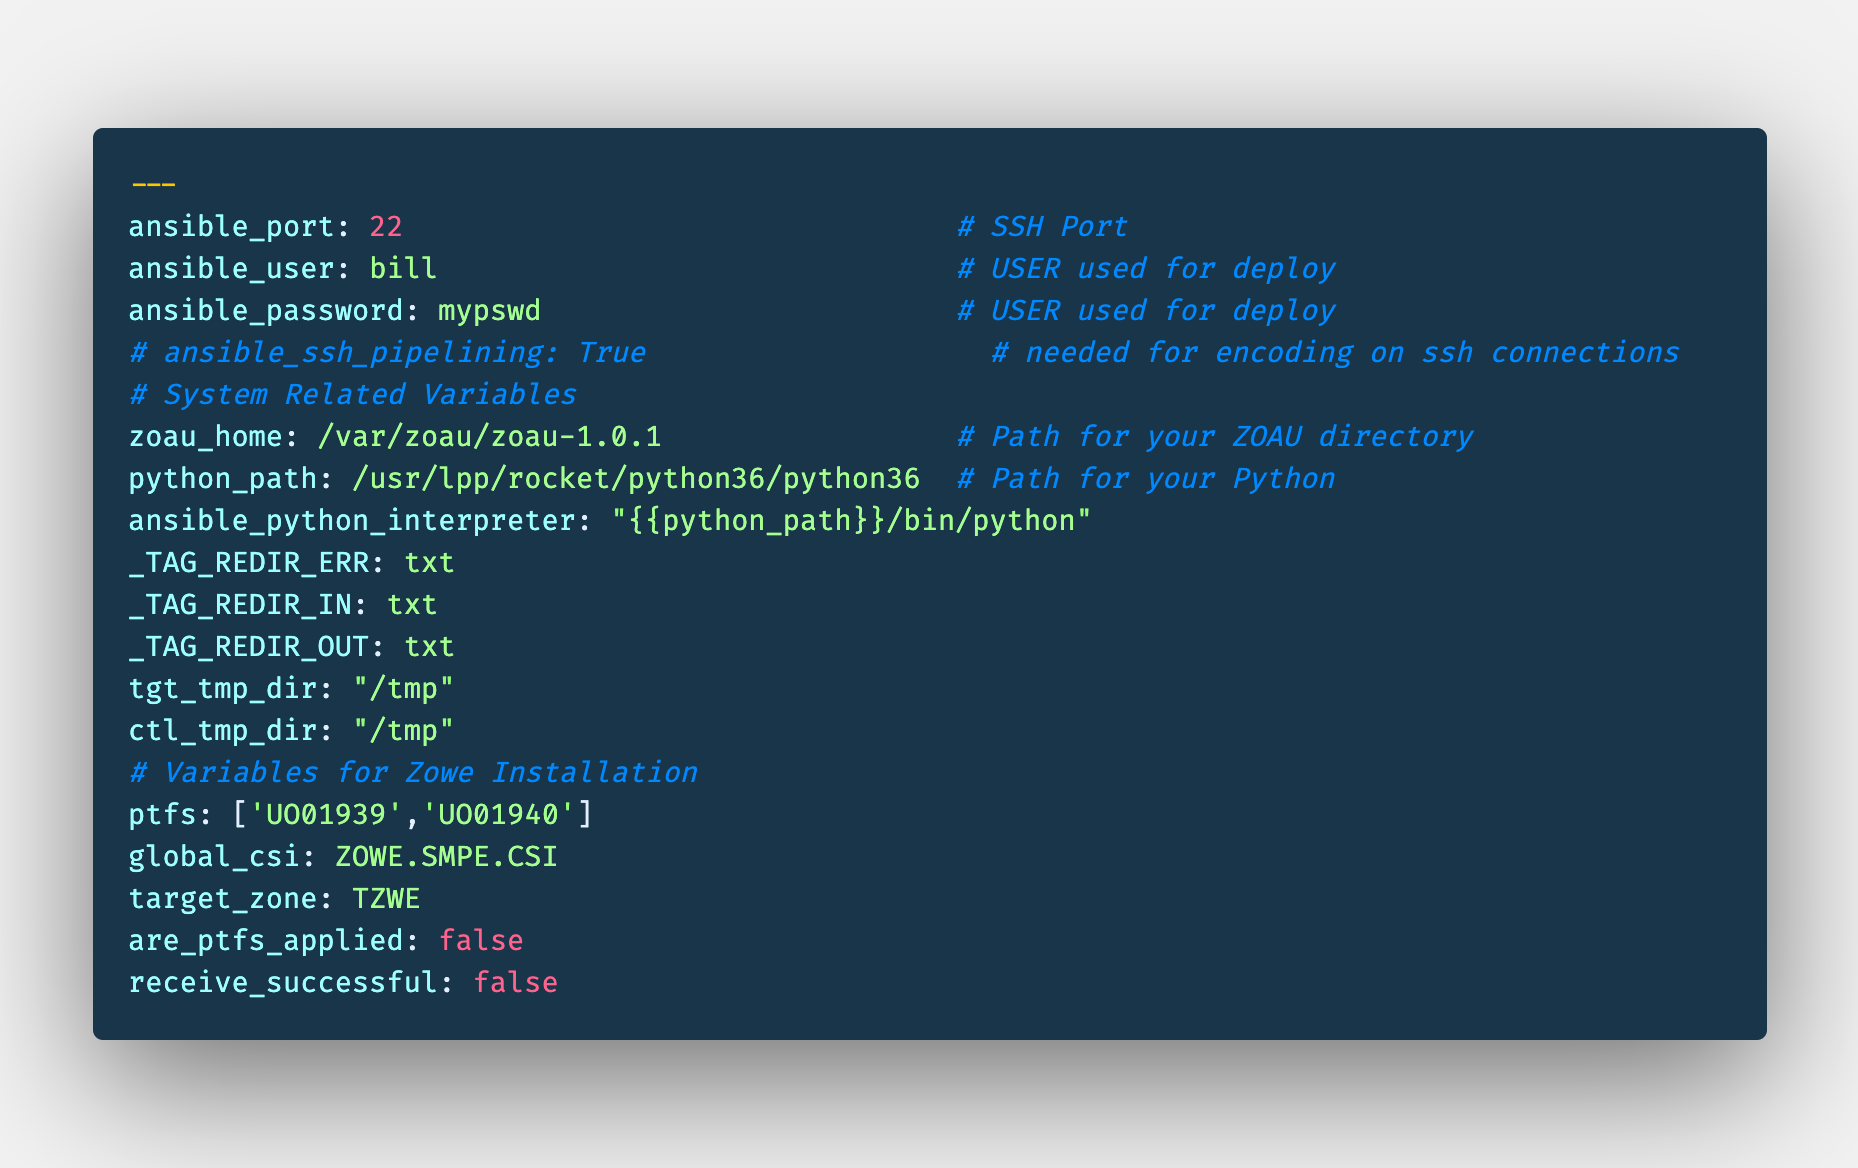 ---
ansible_port: 22                                # SSH Port
ansible_user: bill                              # USER used for deploy
ansible_password: mypswd                        # USER used for deploy
# ansible_ssh_pipelining: True                    # needed for encoding on ssh connections
# System Related Variables
zoau_home: /var/zoau/zoau-1.0.1                 # Path for your ZOAU directory
python_path: /usr/lpp/rocket/python36/python36  # Path for your Python
ansible_python_interpreter: "{{python_path}}/bin/python"
_TAG_REDIR_ERR: txt
_TAG_REDIR_IN: txt
_TAG_REDIR_OUT: txt
tgt_tmp_dir: "/tmp"
ctl_tmp_dir: "/tmp"
# Variables for Zowe Installation
ptfs: ['UO01939','UO01940']
global_csi: ZOWE.SMPE.CSI
target_zone: TZWE
are_ptfs_applied: false
receive_successful: false